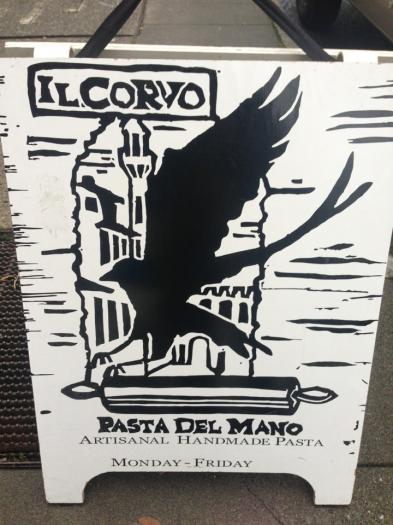 IL CORVO
PASTA DEL MANO
ARTISANAL HANDMADE PASTA
MONDAY - FRIDAY